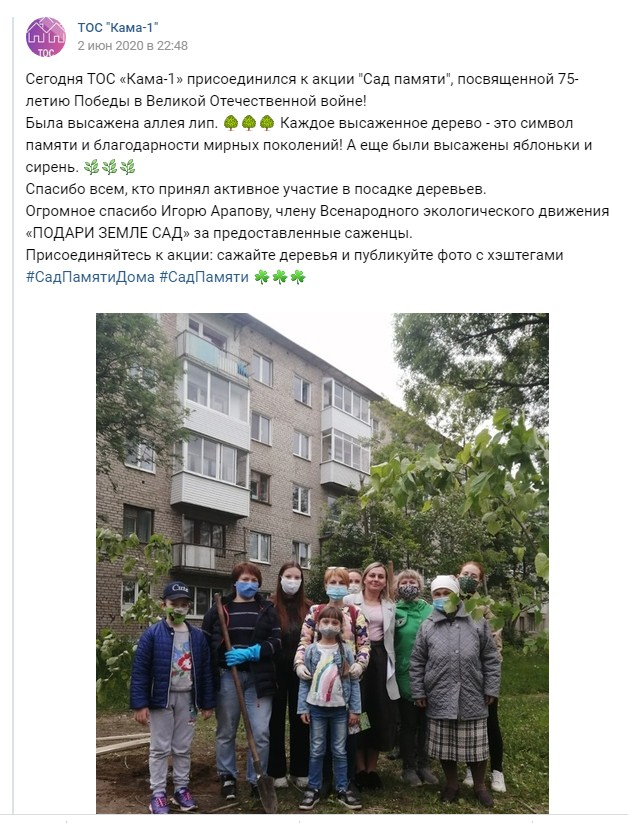 ТОС "Кама-1"
2 июн 2020 в 22:48
ТОС
Сегодня ТОС «Кама-1» присоединился к акции "Сад памяти", посвященной 75-
летию Победы в Великой Отечественной войне!
Была высажена аллея лип. 🌳🌳🌳 Каждое высаженное дерево - это символ
памяти и благодарности мирных поколений! А еще были высажены яблоньки и
сирень. 🌿🌿🌿
Спасибо всем, кто принял активное участие в посадке деревьев.
Огромное спасибо Игорю Арапову, члену Всенародного экологического движения
«ПОДАРИ ЗЕМЛЕ САД» за предоставленные саженцы.
Присоединяйтесь к акции: сажайте деревья и публикуйте фото с хэштегами
#СадПамятиДома #СадПамяти ☘☘☘